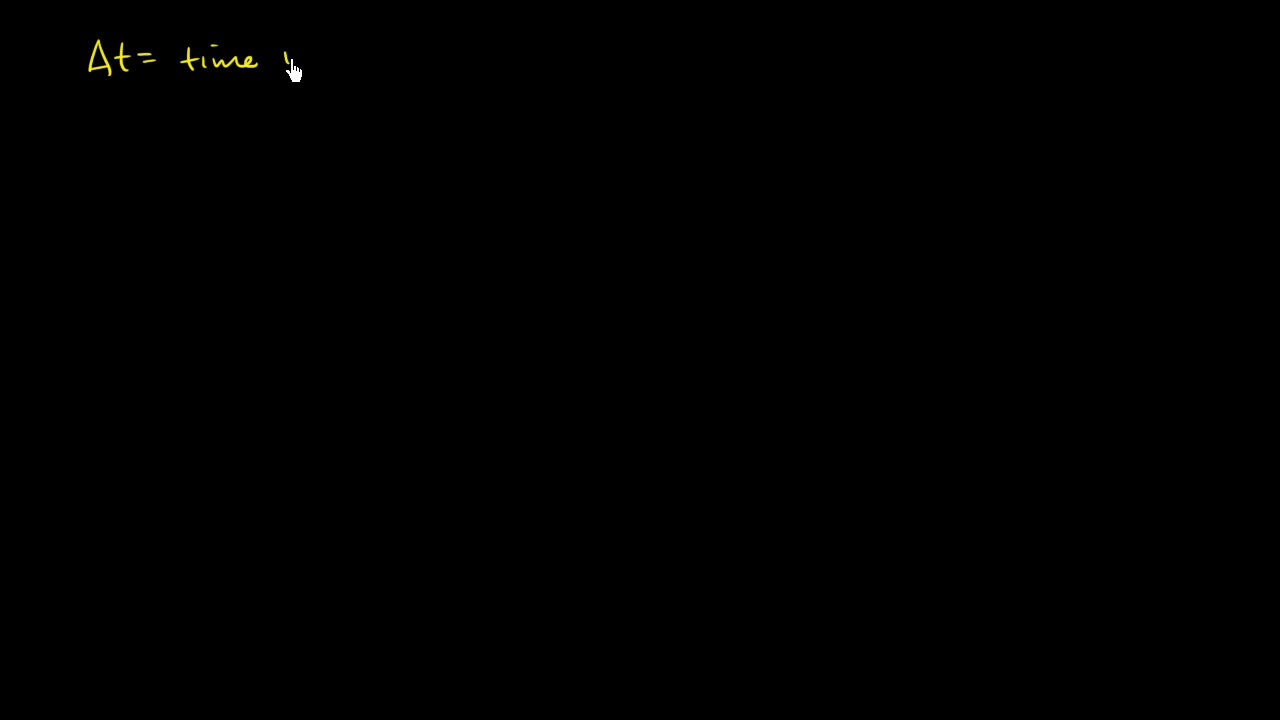 Δt = time